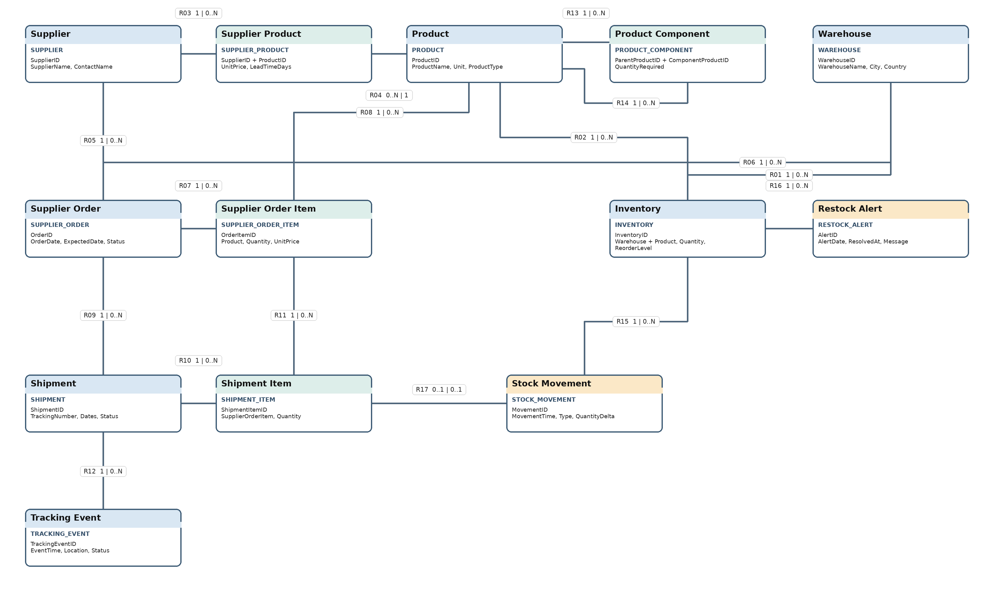 R03 1 | 0..N
R13 1 | 0..N
Supplier
SUPPLIER
SupplierID
SupplierName, ContactName
Supplier Product
SUPPLIER_PRODUCT
SupplierID + ProductID
UnitPrice, LeadTimeDays
Product
PRODUCT
ProductID
ProductName, Unit, ProductType
Product Component
PRODUCT_COMPONENT
ParentProductID + ComponentProductID
QuantityRequired
Warehouse
WAREHOUSE
WarehouseID
WarehouseName, City, Country
R04 0..N | 1
R14 1 | 0..N
R08 1 | 0..N
R02 1 | 0..N
R05 1 | 0..N
R06 1 | 0..N
R01 1 | 0..N
R07 1 | 0..N
R16 1 | 0..N
Supplier Order
SUPPLIER_ORDER
OrderID
OrderDate, ExpectedDate, Status
Supplier Order Item
SUPPLIER_ORDER_ITEM
OrderItemID
Product, Quantity, UnitPrice
Inventory
INVENTORY
InventoryID
Warehouse + Product, Quantity,
ReorderLevel
Restock Alert
RESTOCK_ALERT
AlertID
AlertDate, ResolvedAt, Message
R09 1 | 0..N
R11 1 | 0..N
R15 1 | 0..N
R10 1 | 0..N
Shipment
SHIPMENT
ShipmentID
TrackingNumber, Dates, Status
Shipment Item
SHIPMENT_ITEM
ShipmentItemID
SupplierOrderItem, Quantity
R17 0..1 | 0..1
Stock Movement
STOCK_MOVEMENT
MovementID
MovementTime, Type, QuantityDelta
R12 1 | 0..N
Tracking Event
TRACKING_EVENT
TrackingEventID
EventTime, Location, Status